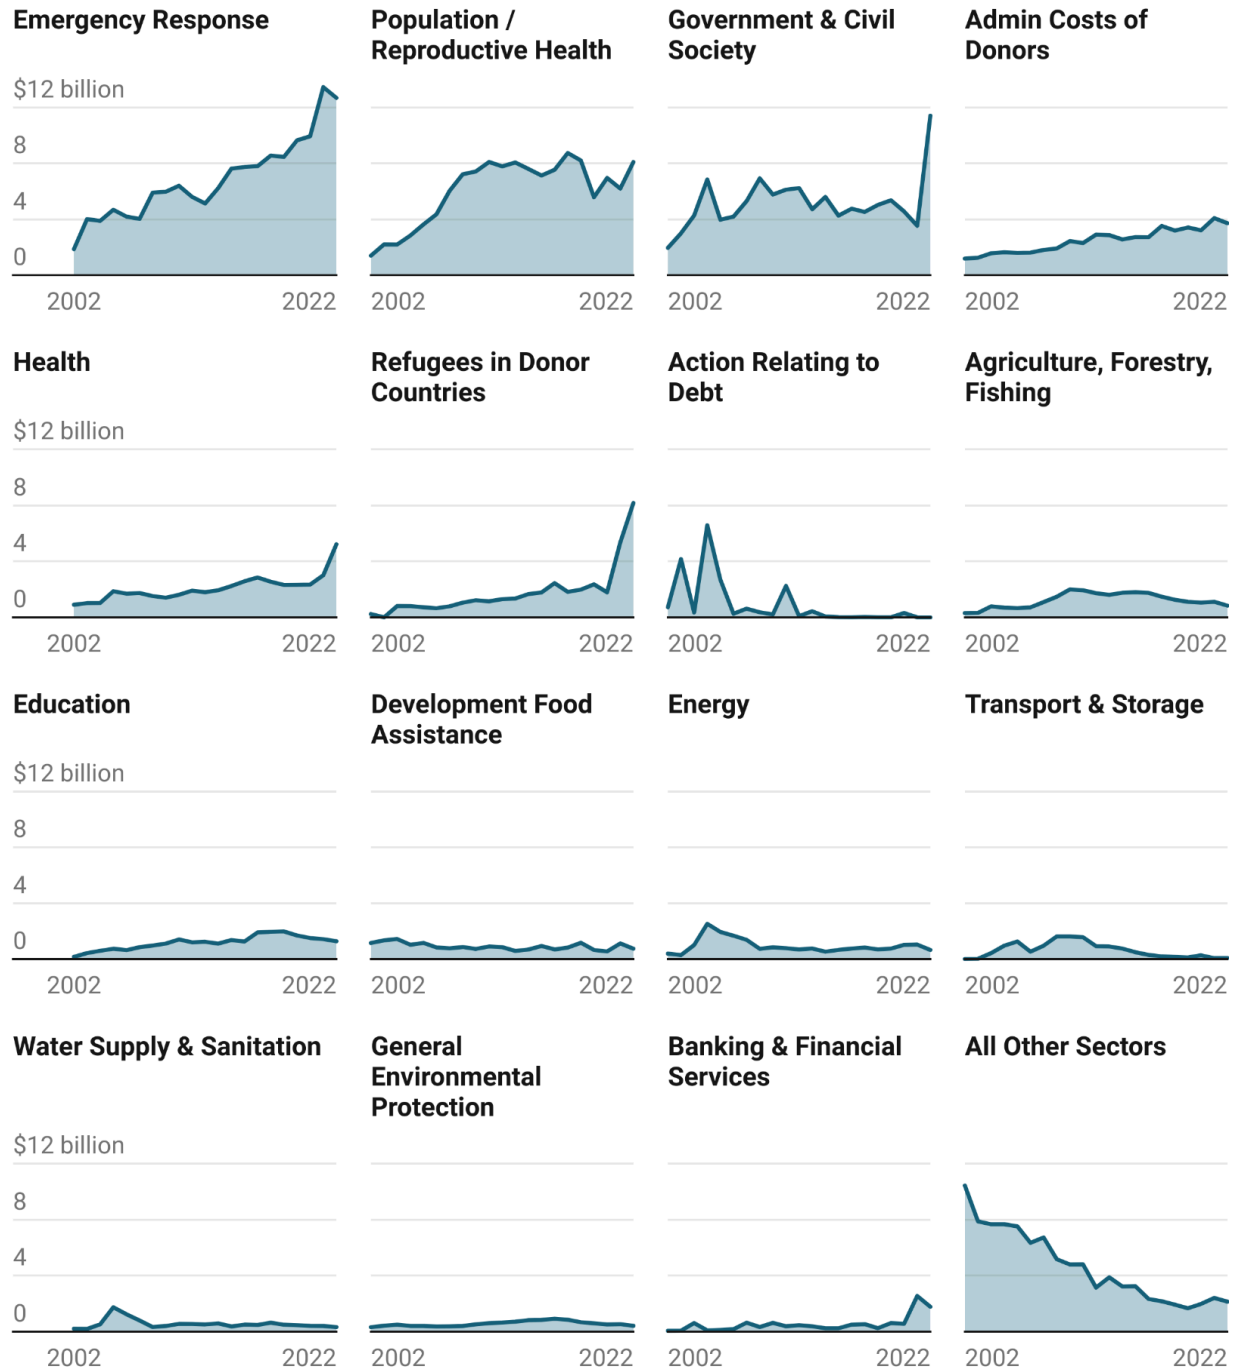 Emergency Response
$12 billion
8
4
0
2002
2022
Population /
Reproductive Health
2002
2022
Government & Civil
Society
2002
2022
Admin Costs of
Donors
2002
2022
Health
$12 billion
8
4
0
2002
2022
Refugees in Donor
Countries
2002
2022
Action Relating to
Debt
2002
2022
Agriculture, Forestry,
Fishing
2002
2022
Education
$12 billion
8
4
0
2002
2022
Development Food
Assistance
2002
2022
Energy
2002
2022
Transport & Storage
2002
2022
Water Supply & Sanitation
$12 billion
8
4
0
2002
2022
General
Environmental
Protection
2002
2022
Banking & Financial
Services
2002
2022
All Other Sectors
2002
2022